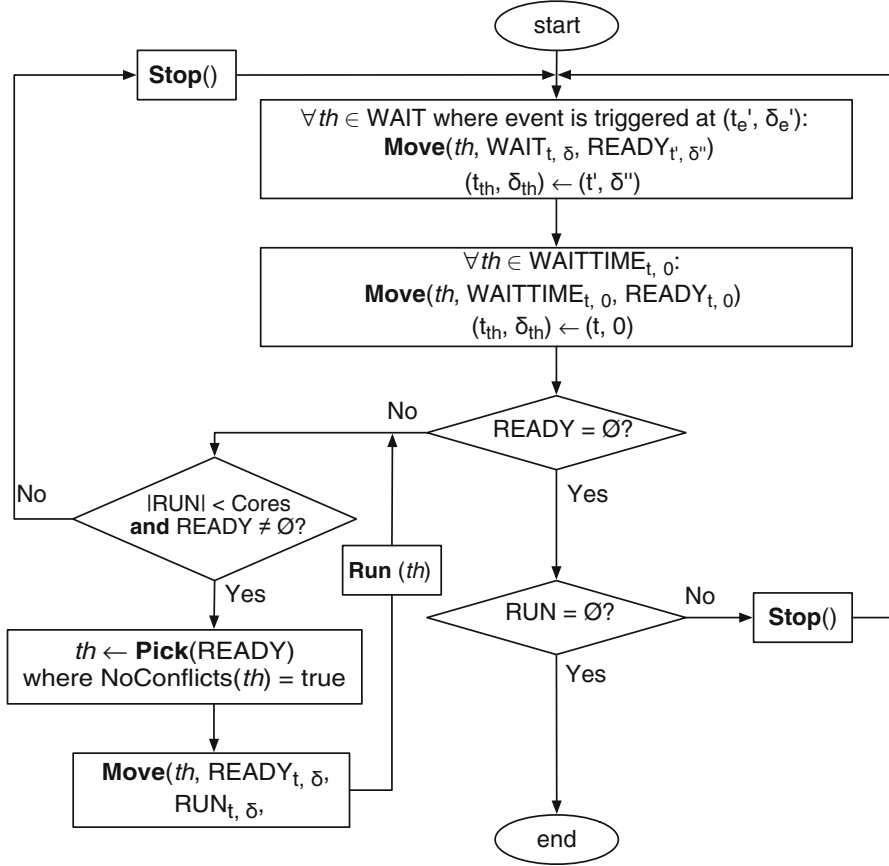 start
Stop()
∀th ∈ WAIT where event is triggered at (te', δe'):
Move(th, WAITt, δ, READYt', δ'')
(tth, δth) ← (t', δ'')
∀th ∈ WAITTIMEt, 0:
Move(th, WAITTIMEt, 0, READYt, 0)
(tth, δth) ← (t, 0)
READY = Ø?
No
Yes
|RUN| < Cores
and READY ≠ Ø?
No
Yes
Run (th)
RUN = Ø?
No
Stop()
Yes
th ← Pick(READY)
where NoConflicts(th) = true
Move(th, READYt, δ,
RUNt, δ,
end